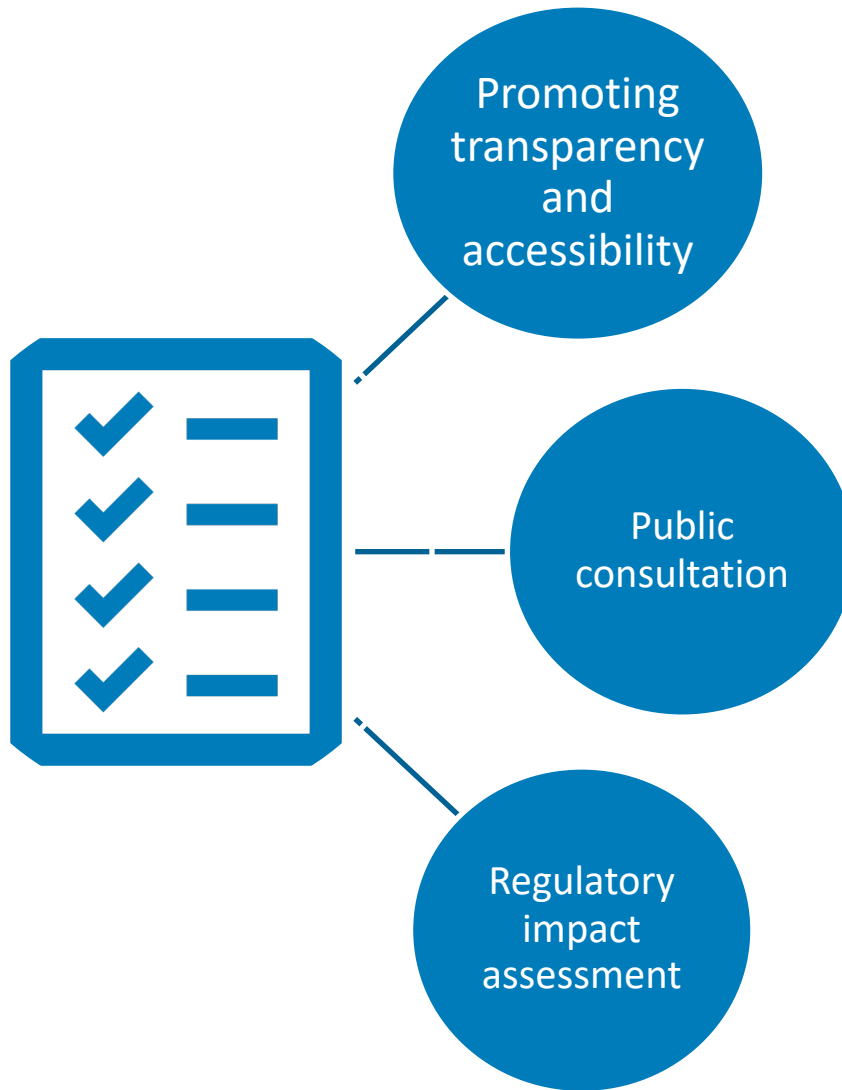 Promoting
transparency
and
accessibility
Public
consultation
Regulatory
impact
assessment